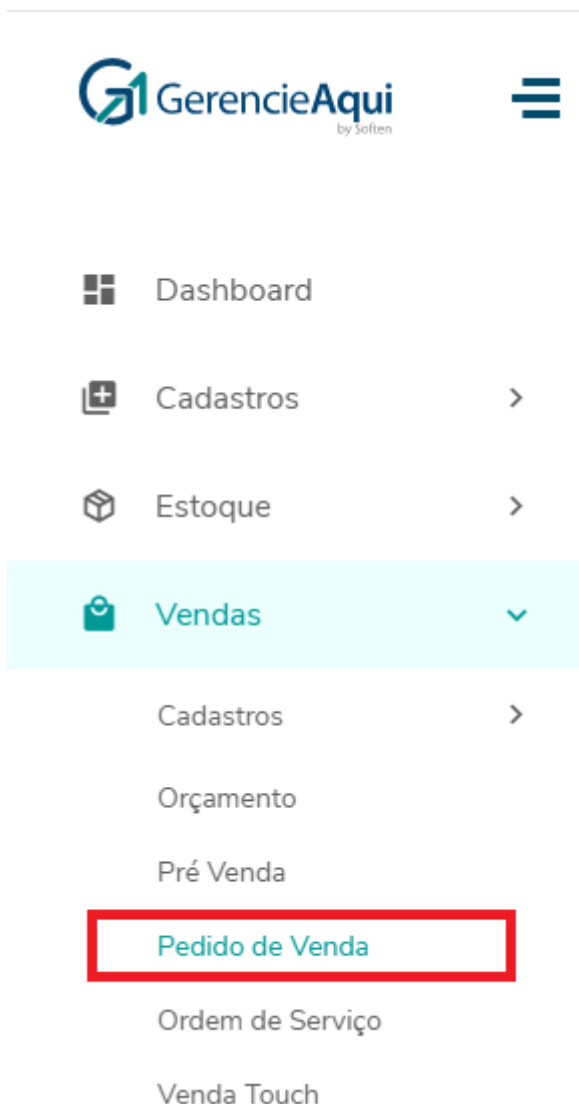 GerencieAqui
by Soften
Dashboard
Cadastros
Estoque
Vendas
Cadastros
Orçamento
Pré Venda
Pedido de Venda
Ordem de Serviço
Venda Touch